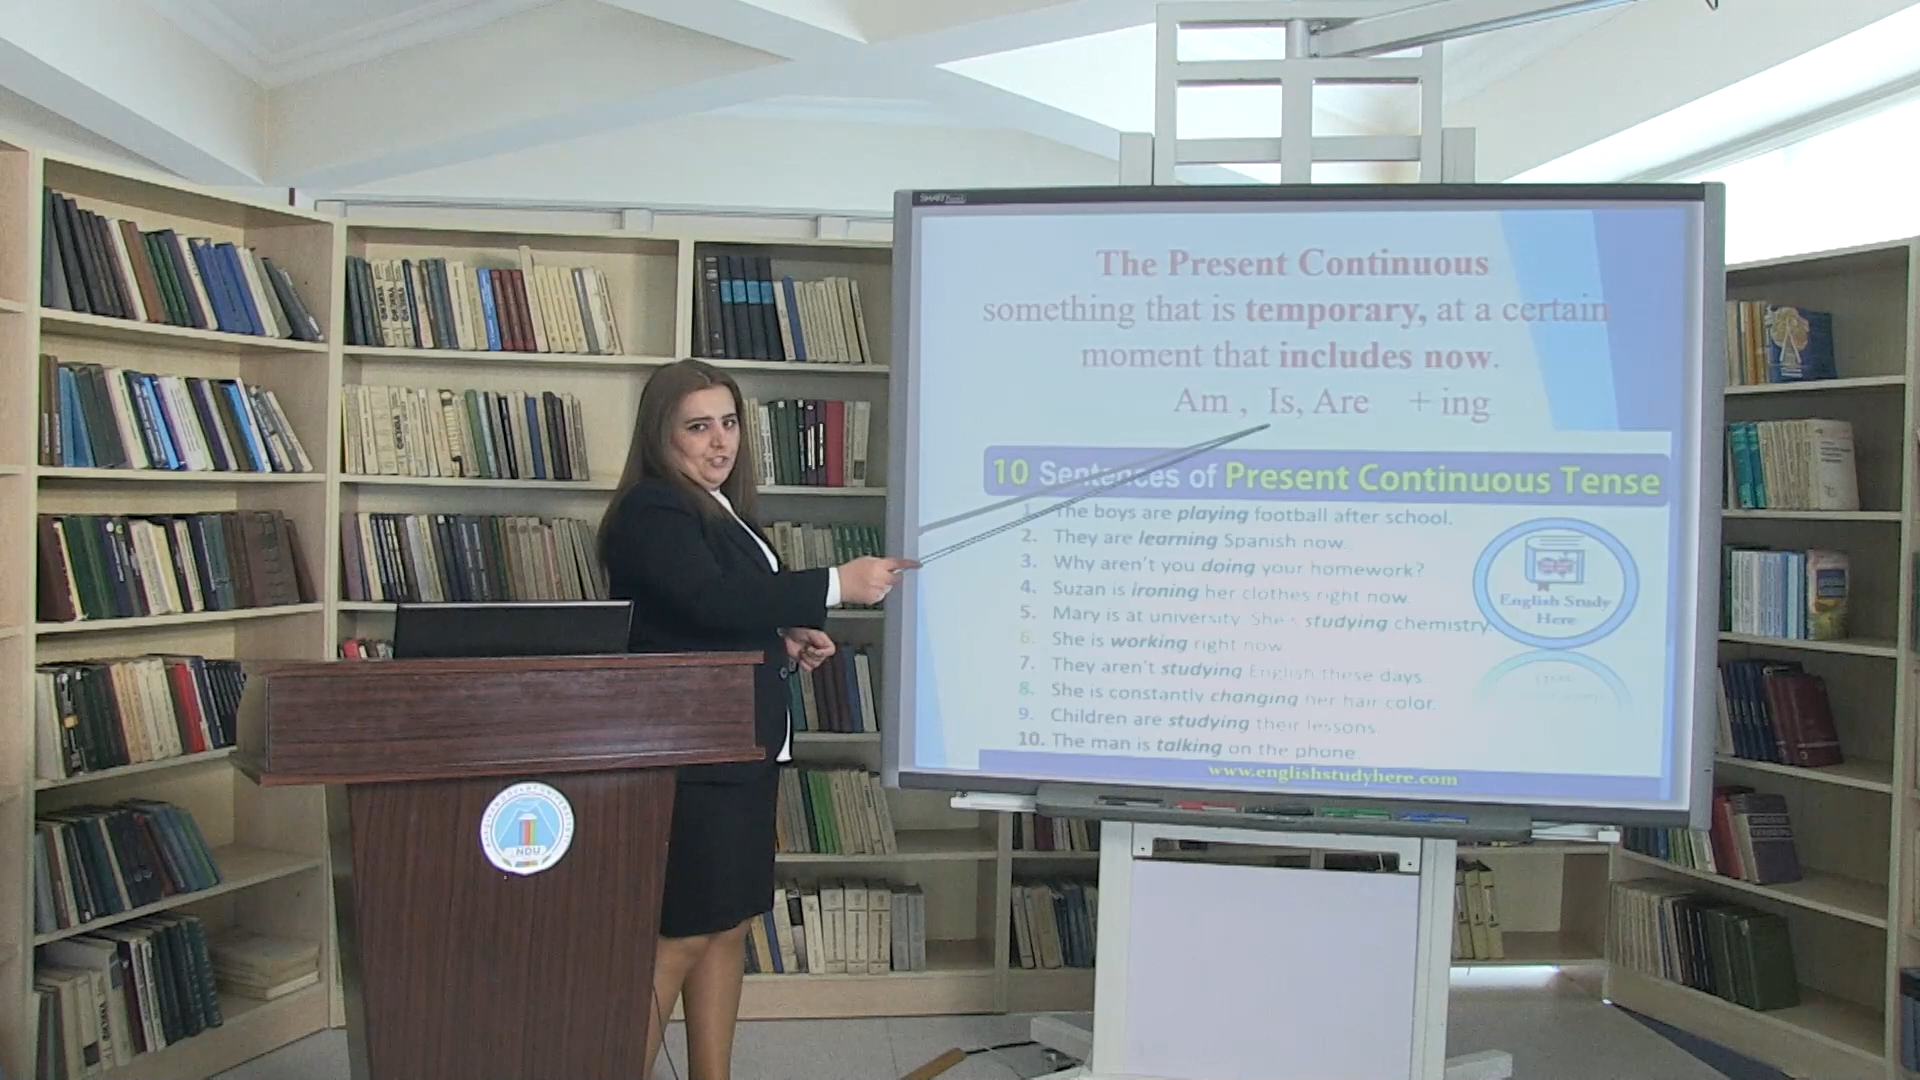 SMART Board
The Present Continuous
something that is temporary, at a certain
moment that includes now.
Am , Is, Are + ing
10 Sentences of Present Continuous Tense
1. The boys are playing football after school.
2. They are learning Spanish now.
3. Why aren't you doing your homework?
4. Suzan is ironing her clothes right now.
5. Mary is at university. She's studying chemistry.
6. She is working right now.
7. They aren't studying English these days.
8. She is constantly changing her hair color.
9. Children are studying their lessons.
10. The man is talking on the phone.
English Study
Here
www.englishstudyhere.com
NDU